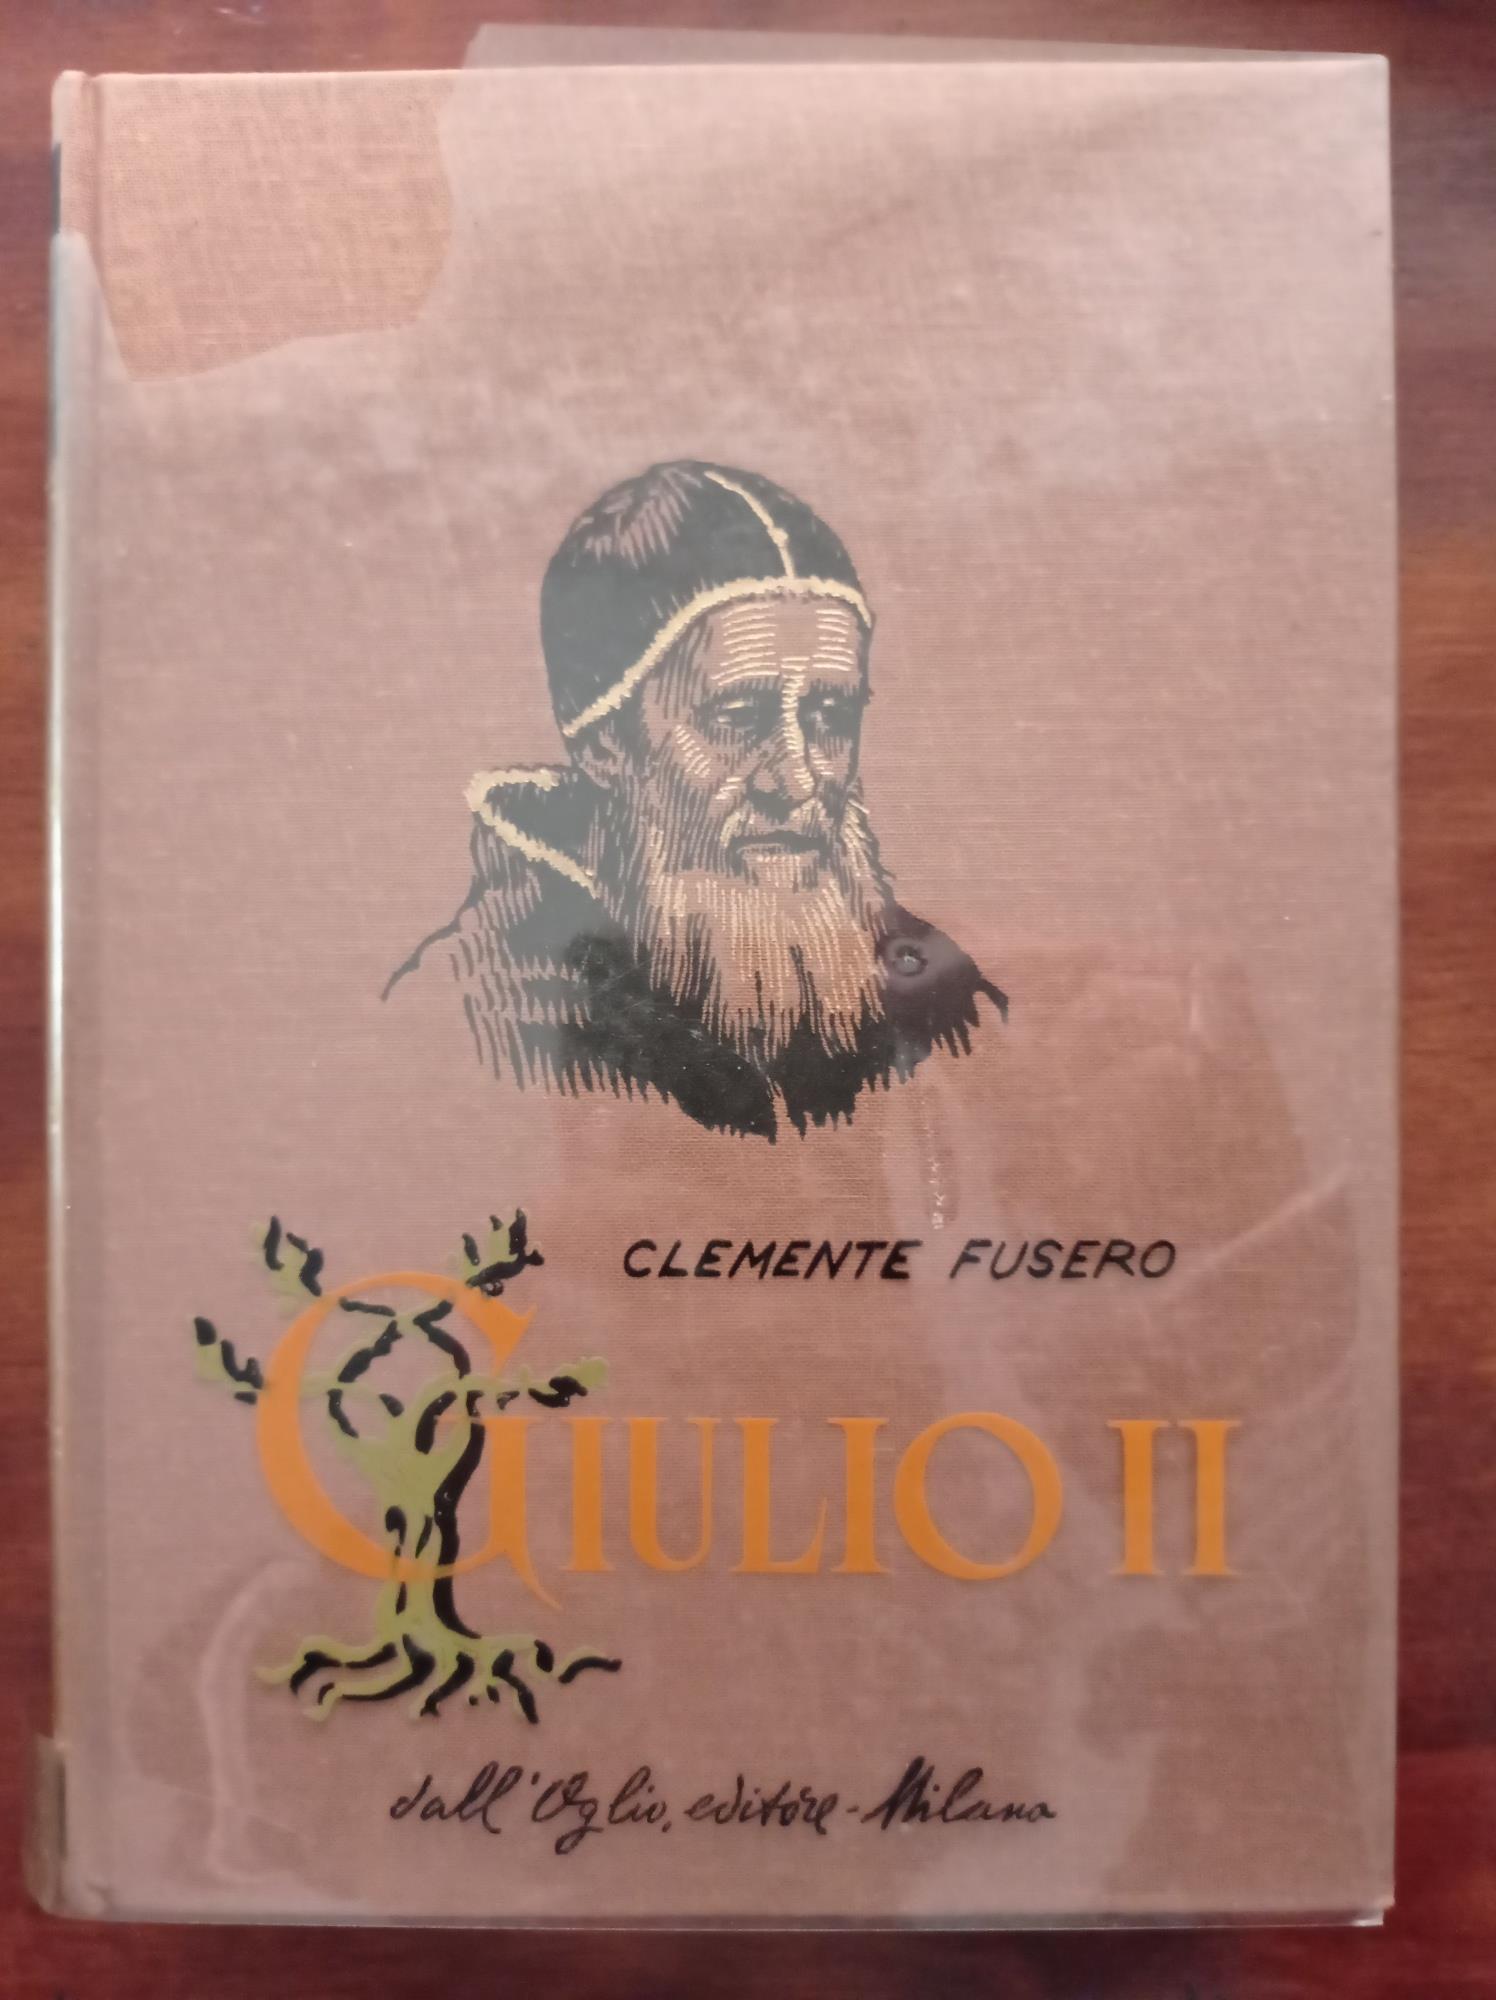 CLEMENTE FUSERO
GIULIO II
dall'Oglio, editore - Milano